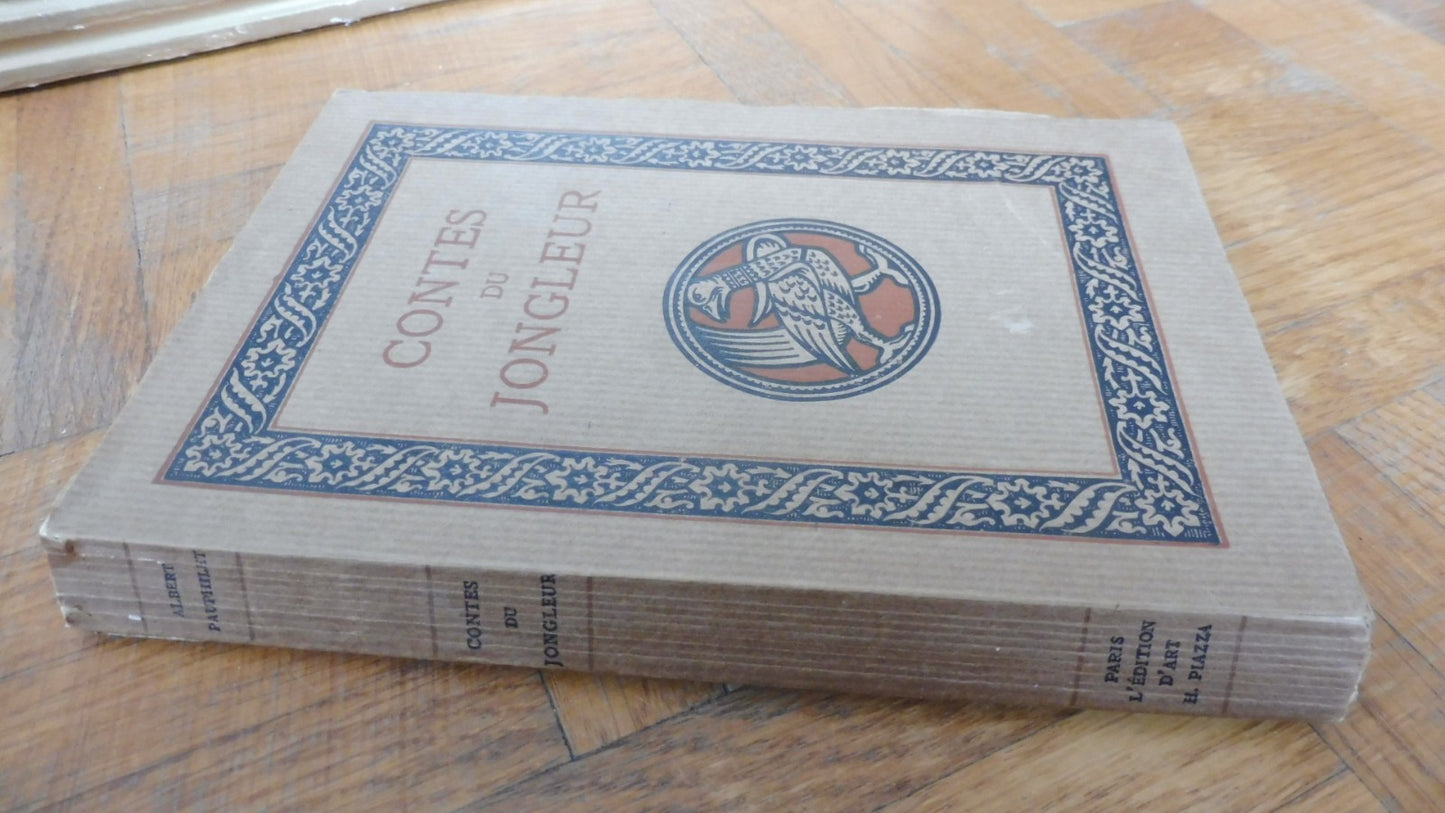 CONTES
DU
JONGLEUR
ALBERT
PAUPHILET
CONTES
DU
JONGLEUR
PARIS
L'ÉDITION
D'ART
H. PIAZZA